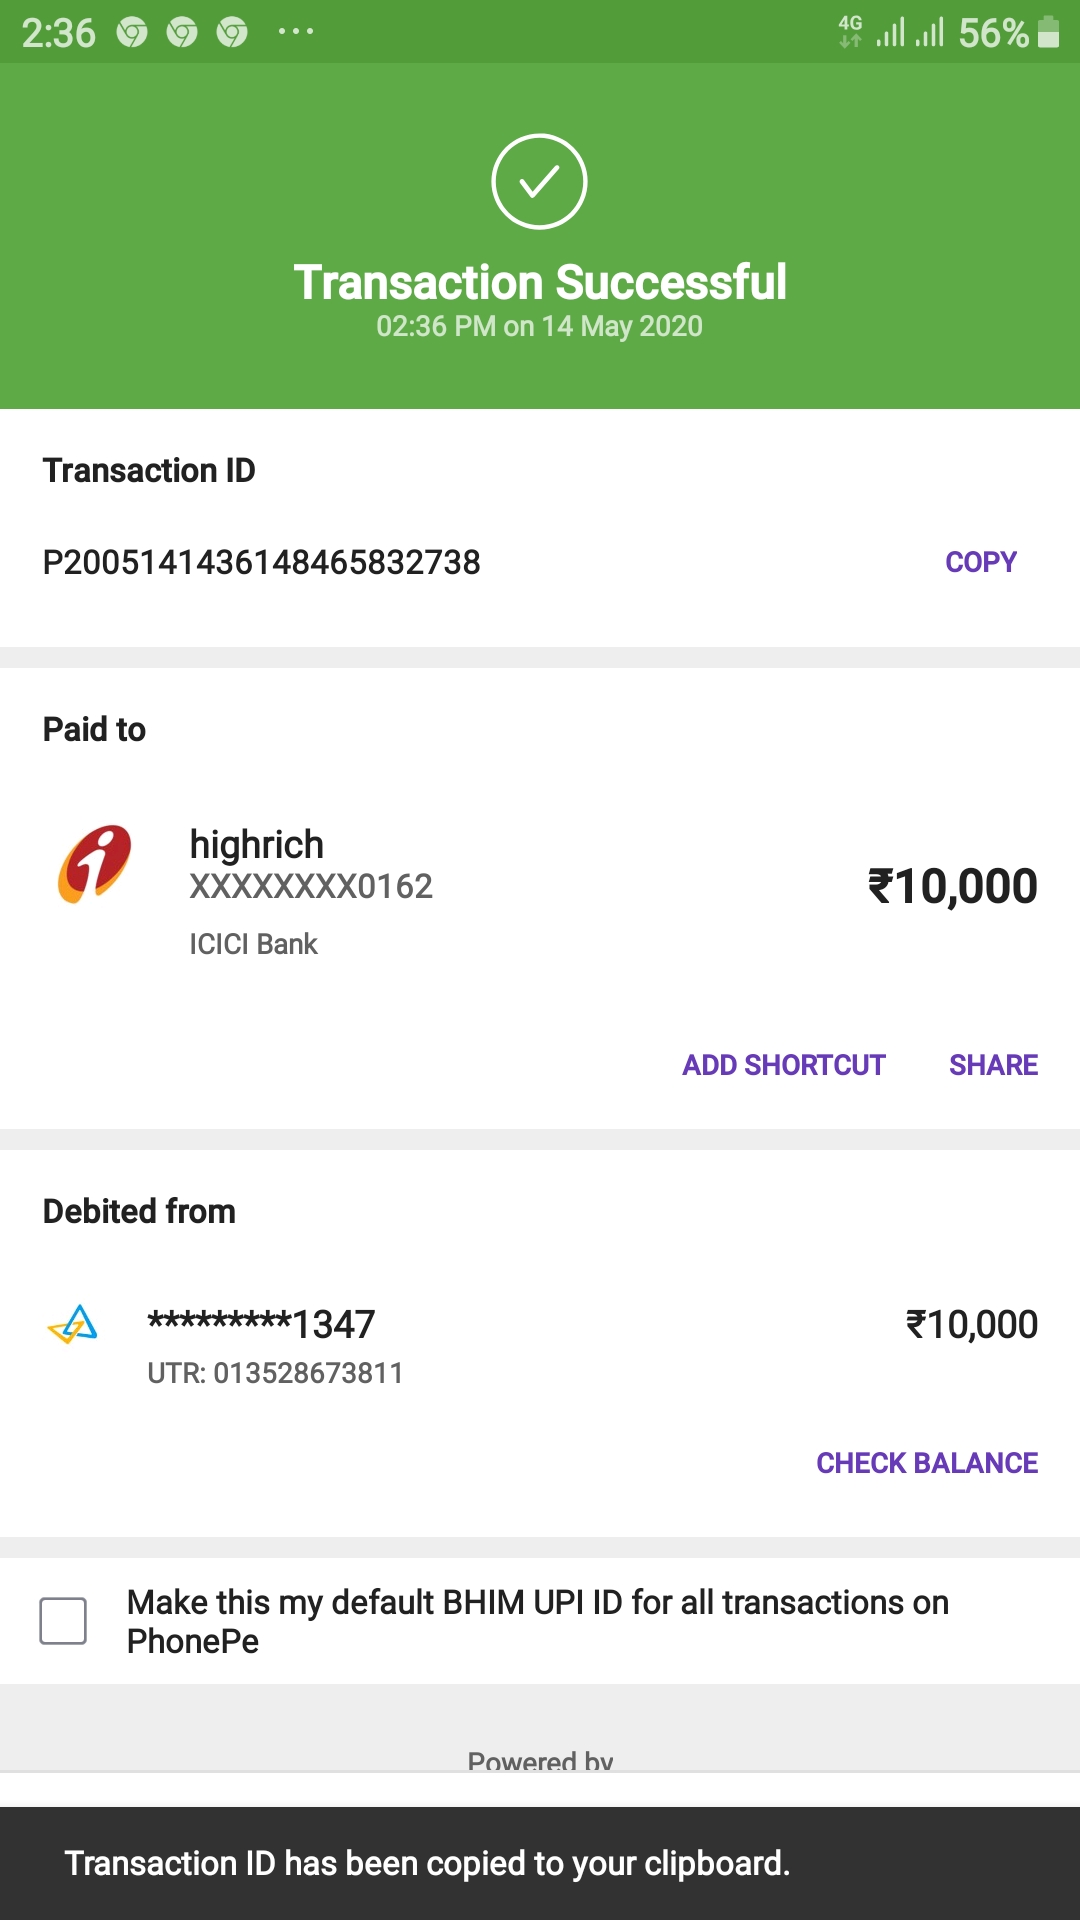 2:36
4G
56%
Transaction Successful
02:36 PM on 14 May 2020
Transaction ID
P2005141436148465832738
COPY
Paid to
highrich
XXXXXXXX0162
₹10,000
ICICI Bank
ADD SHORTCUT SHARE
Debited from
*********1347
₹10,000
UTR: 013528673811
CHECK BALANCE
Make this my default BHIM UPI ID for all transactions on
PhonePe
Powered by
Transaction ID has been copied to your clipboard.